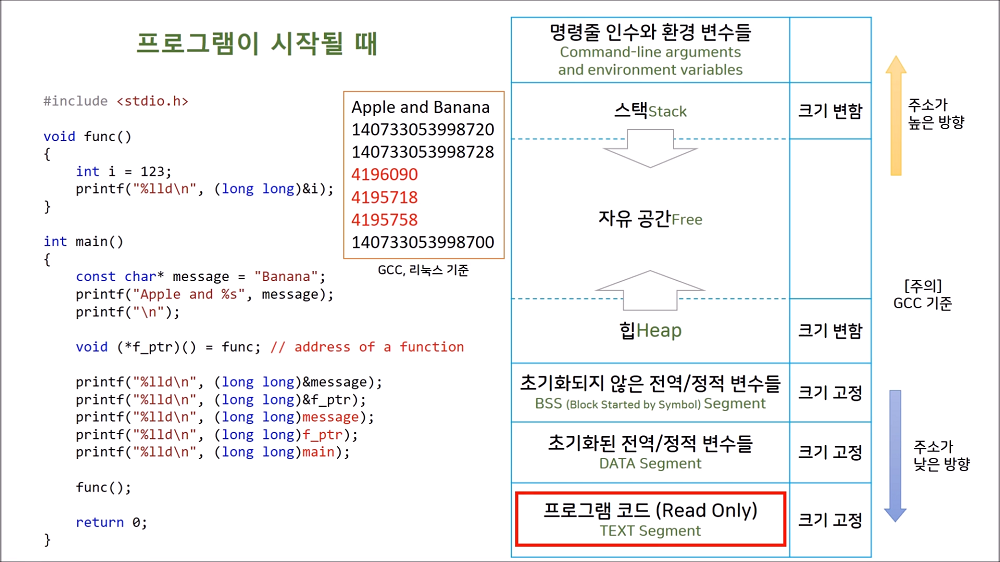 프로그램이 시작될 때
#include <stdio.h>
void func()
{
int i = 123;
printf("%lld\n", (long long)&i);
}
int main()
{
const char* message = "Banana";
printf("Apple and %s", message);
printf("\n");
void (*f_ptr)() = func; // address of a function
printf("%lld\n", (long long)&message);
printf("%lld\n", (long long)&f_ptr);
printf("%lld\n", (long long)message);
printf("%lld\n", (long long)f_ptr);
printf("%lld\n", (long long)main);
func();
return 0;
}
Apple and Banana
140733053998720
140733053998728
4196090
4195718
4195758
140733053998700
GCC, 리눅스 기준
명령줄 인수와 환경 변수들
Command-line arguments
and environment variables
스택Stack
크기 변함
자유 공간Free
힙Heap
크기 변함
초기화되지 않은 전역/정적 변수들
BSS (Block Started by Symbol) Segment
크기 고정
초기화된 전역/정적 변수들
DATA Segment
크기 고정
프로그램 코드 (Read Only)
TEXT Segment
크기 고정
주소가
높은 방향
[주의]
GCC 기준
주소가
낮은 방향